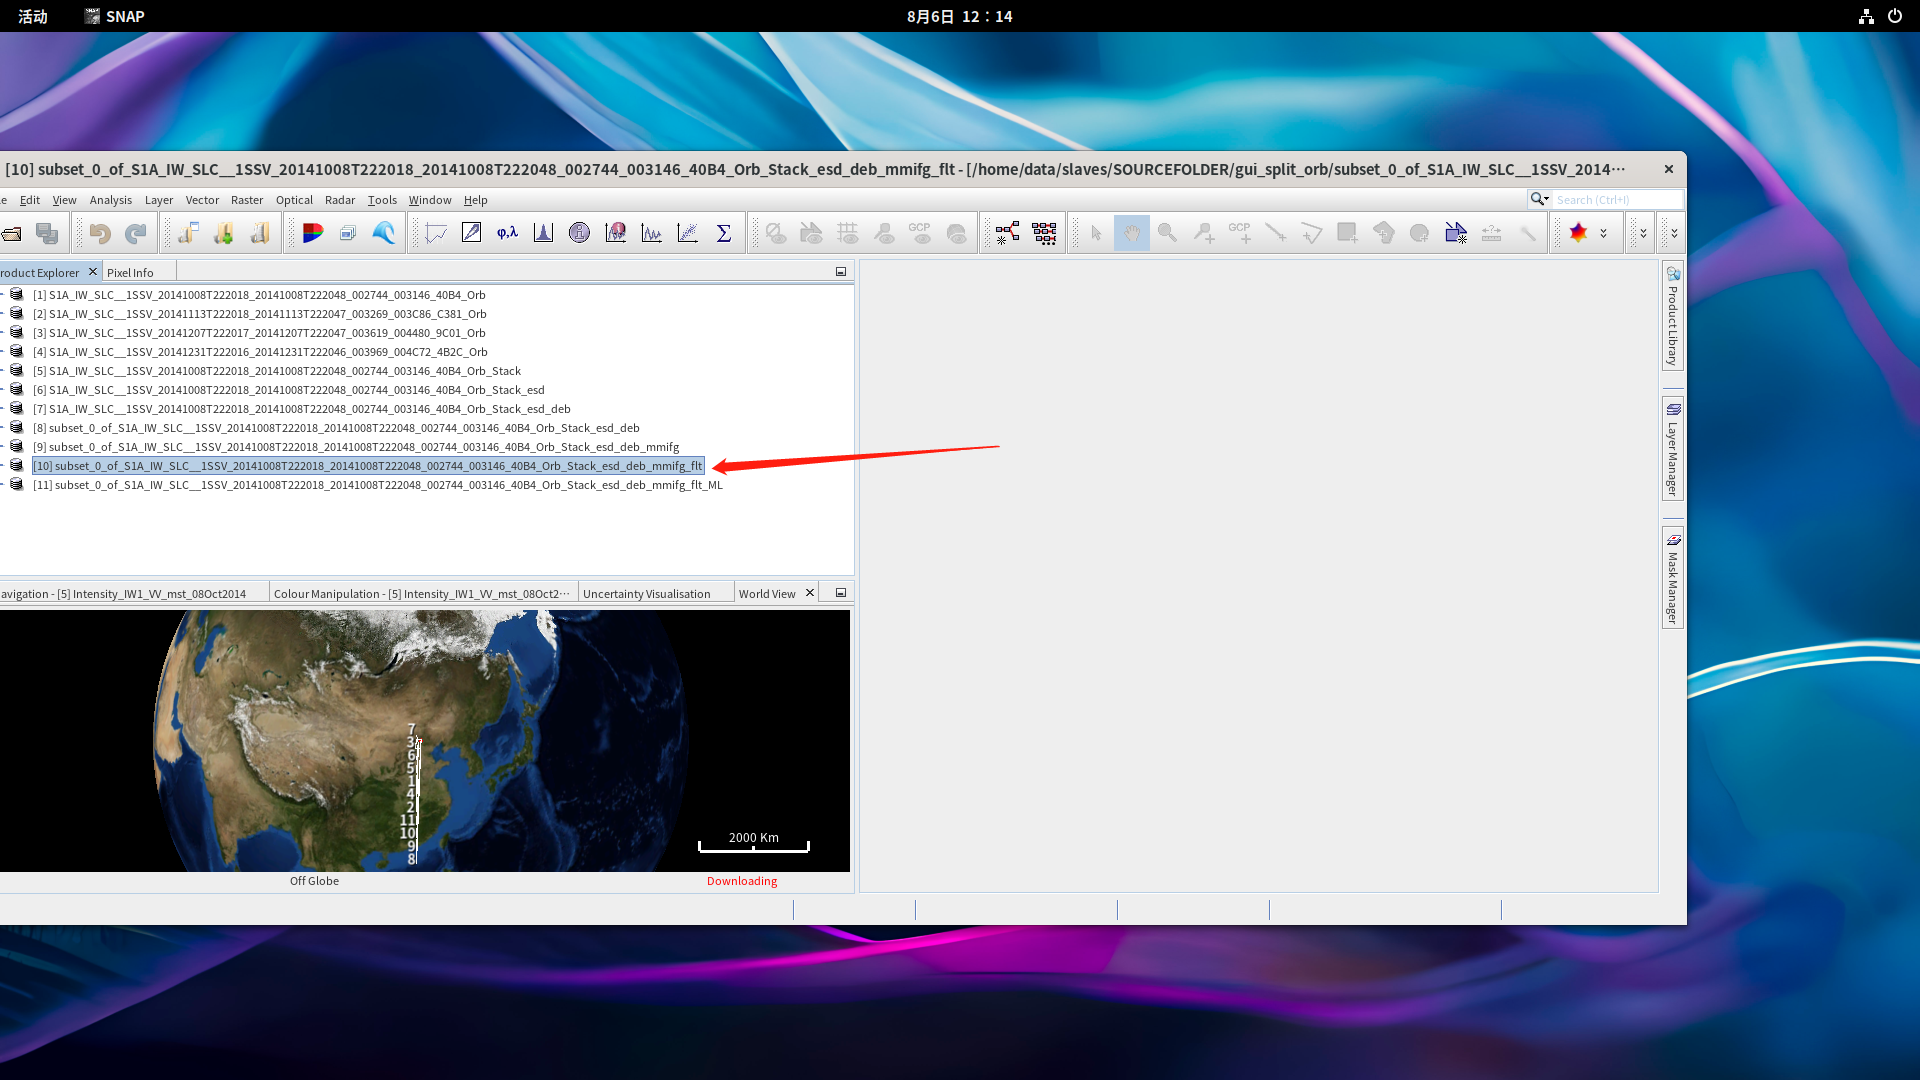 活动 SNAP 8月6日 12：14
[10] subset_0_of_S1A_IW_SLC__1SSV_20141008T222018_20141008T222048_002744_003146_40B4_Orb_Stack_esd_deb_mmifg_flt - [/home/data/slaves/SOURCEFOLDER/gui_split_orb/subset_0_of_S1A_IW_SLC__1SSV_2014···
e Edit View Analysis Layer Vector Raster Optical Radar Tools Window Help Search (Ctrl+I)
φ,λ Σ GCP GCP
roduct Explorer Pixel Info
[1] S1A_IW_SLC__1SSV_20141008T222018_20141008T222048_002744_003146_40B4_Orb
[2] S1A_IW_SLC__1SSV_20141113T222018_20141113T222047_003269_003C86_C381_Orb
[3] S1A_IW_SLC__1SSV_20141207T222017_20141207T222047_003619_004480_9C01_Orb
[4] S1A_IW_SLC__1SSV_20141231T222016_20141231T222046_003969_004C72_4B2C_Orb
[5] S1A_IW_SLC__1SSV_20141008T222018_20141008T222048_002744_003146_40B4_Orb_Stack
[6] S1A_IW_SLC__1SSV_20141008T222018_20141008T222048_002744_003146_40B4_Orb_Stack_esd
[7] S1A_IW_SLC__1SSV_20141008T222018_20141008T222048_002744_003146_40B4_Orb_Stack_esd_deb
[8] subset_0_of_S1A_IW_SLC__1SSV_20141008T222018_20141008T222048_002744_003146_40B4_Orb_Stack_esd_deb
[9] subset_0_of_S1A_IW_SLC__1SSV_20141008T222018_20141008T222048_002744_003146_40B4_Orb_Stack_esd_deb_mmifg
[10] subset_0_of_S1A_IW_SLC__1SSV_20141008T222018_20141008T222048_002744_003146_40B4_Orb_Stack_esd_deb_mmifg_flt
[11] subset_0_of_S1A_IW_SLC__1SSV_20141008T222018_20141008T222048_002744_003146_40B4_Orb_Stack_esd_deb_mmifg_flt_ML
avigation - [5] Intensity_IW1_VV_mst_08Oct2014 Colour Manipulation - [5] Intensity_IW1_VV_mst_08Oct2··· Uncertainty Visualisation World View
7
3
6
5
1
4
2
11
10
9
8
2000 Km
Off Globe Downloading
Product Library
Layer Manager
Mask Manager